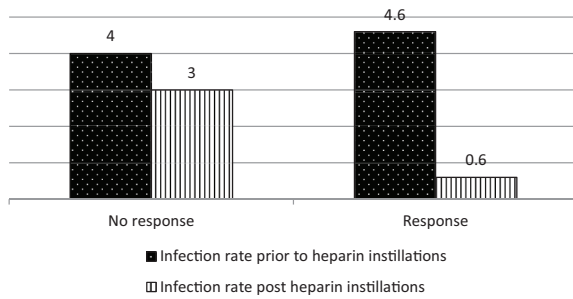 4.6
4
3
0.6
No response
Response
Infection rate prior to heparin instillations
Infection rate post heparin instillations